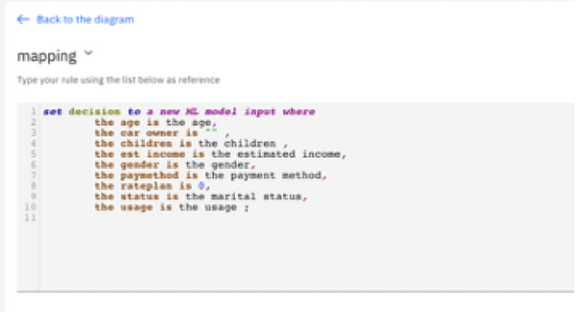 ← Back to the diagram
mapping
Type your rule using the list below as reference
1 set decision to a new ML model input where
2 the age is the age,
3 the car owner is "" ,
4 the children is the children ,
5 the est income is the estimated income,
6 the gender is the gender,
7 the paymethod is the payment method,
8 the rateplan is 0,
9 the status is the marital status,
10 the usage is the usage ;
11